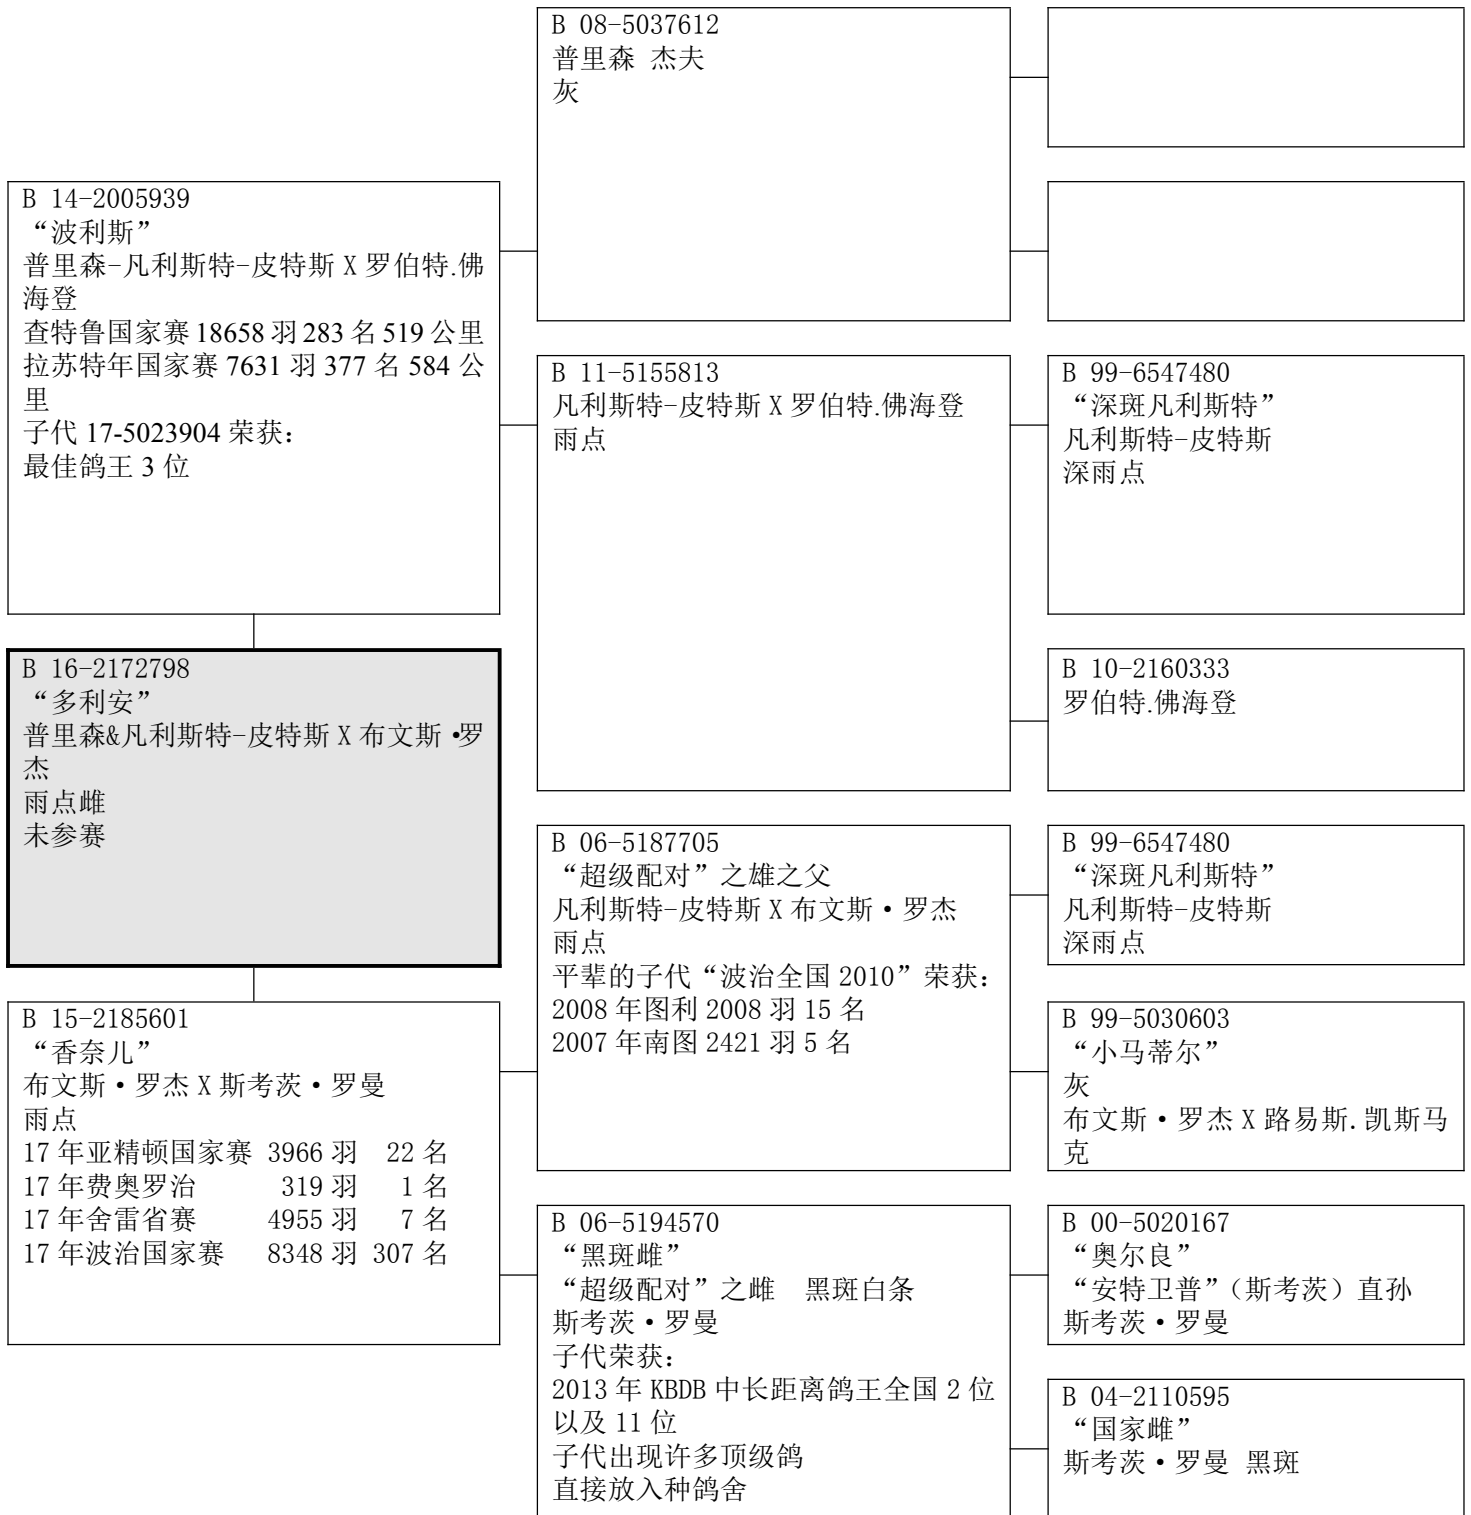 B 08-5037612
普里森 杰夫
灰
B 14-2005939
“波利斯”
普里森-凡利斯特-皮特斯 X 罗伯特.佛
海登
查特鲁国家赛 18658 羽 283 名 519 公里
拉苏特年国家赛 7631 羽 377 名 584 公
里
子代 17-5023904 荣获：
最佳鸽王 3 位
B 11-5155813
凡利斯特-皮特斯 X 罗伯特.佛海登
雨点
B 99-6547480
“深斑凡利斯特”
凡利斯特-皮特斯
深雨点
B 16-2172798
“多利安”
普里森&凡利斯特-皮特斯 X 布文斯·罗
杰
雨点雌
未参赛
B 10-2160333
罗伯特.佛海登
B 06-5187705
“超级配对”之雄之父
凡利斯特-皮特斯 X 布文斯·罗杰
雨点
平辈的子代“波治全国 2010”荣获：
2008 年图利 2008 羽 15 名
2007 年南图 2421 羽 5 名
B 99-6547480
“深斑凡利斯特”
凡利斯特-皮特斯
深雨点
B 15-2185601
“香奈儿”
布文斯·罗杰 X 斯考茨·罗曼
雨点
17 年亚精顿国家赛 3966 羽 22 名
17 年费奥罗治 319 羽 1 名
17 年舍雷省赛 4955 羽 7 名
17 年波治国家赛 8348 羽 307 名
B 99-5030603
“小马蒂尔”
灰
布文斯·罗杰 X 路易斯.凯斯马
克
B 06-5194570
“黑斑雌”
“超级配对”之雌 黑斑白条
斯考茨·罗曼
子代荣获：
2013 年 KBDB 中长距离鸽王全国 2 位
以及 11 位
子代出现许多顶级鸽
直接放入种鸽舍
B 00-5020167
“奥尔良”
“安特卫普”（斯考茨）直孙
斯考茨·罗曼
B 04-2110595
“国家雌”
斯考茨·罗曼 黑斑